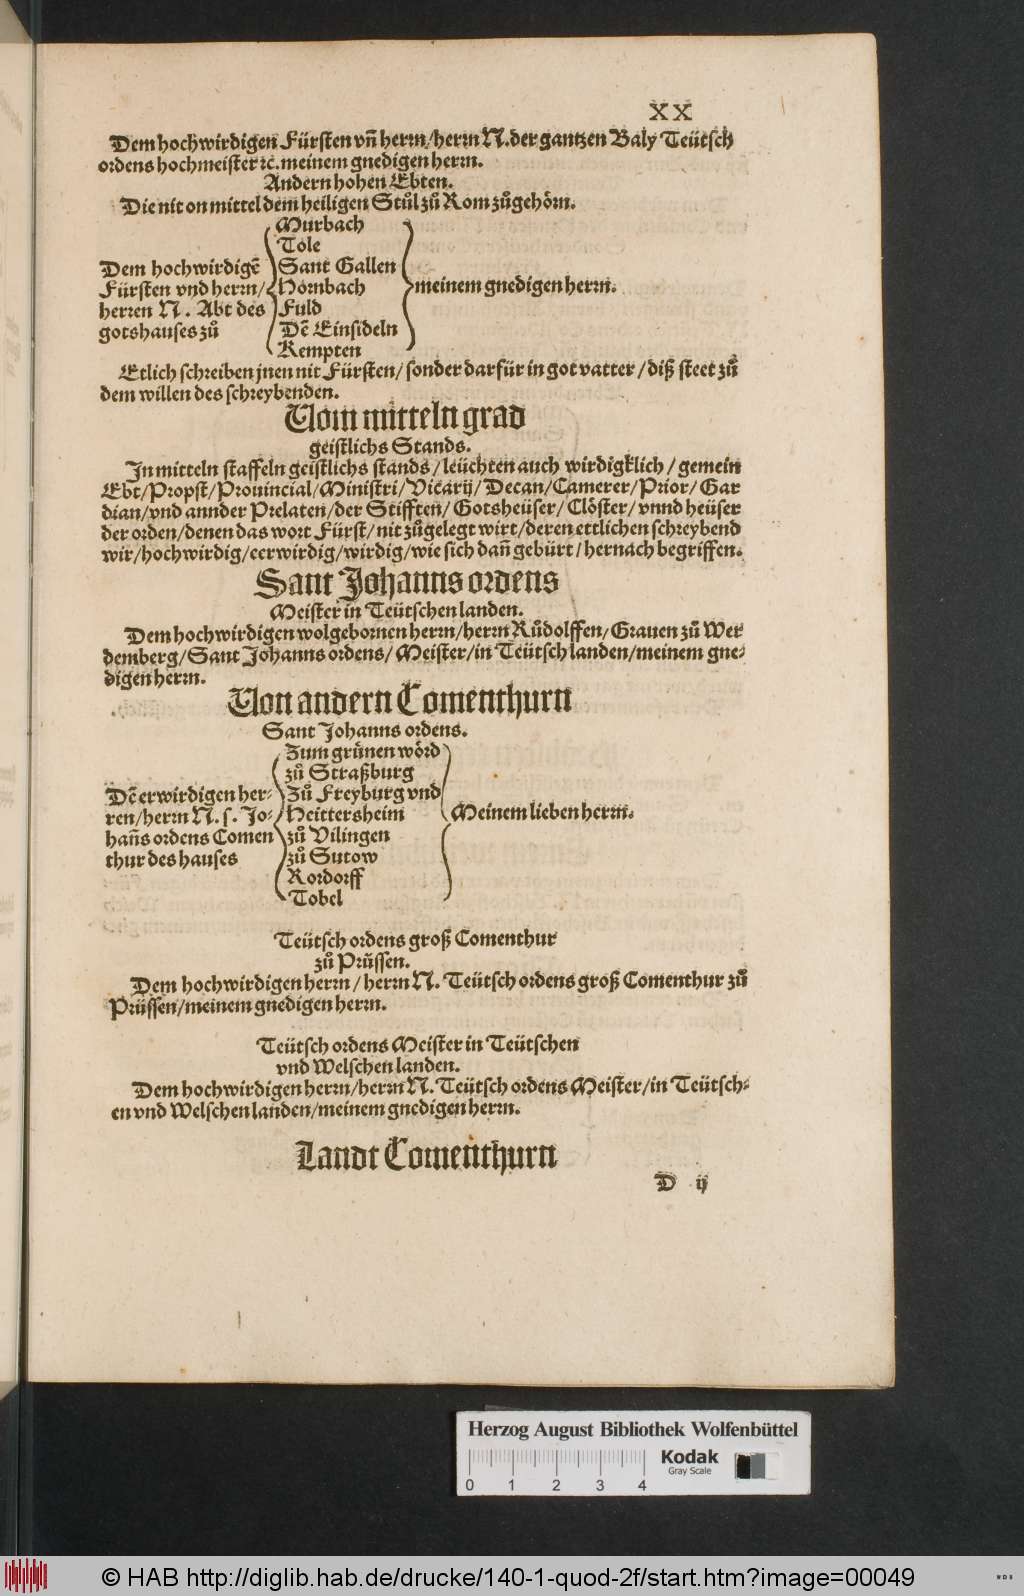 XX
Dem hochwirdigen Fürsten vñ herrn/herrn N. der gantzen Baly Teütsch
ordens hochmeister ꝛc. meinem gnedigen herrn.
Andern hohen Ebten.
Die nit on mittel dem heiligen Stůl zů Rom zůgehörn.
Murbach
Tole
Dem hochwirdigē Sant Gallen
Fürsten vnd herrn/ Hornbach meinem gnedigen herrn.
herren N. Abt des Fuld
gotshauses zů Dē Einsideln
Kempten
Etlich schreiben jnen nit Fürsten/ sonder darfür in got vatter/ diß steet zů
dem willen des schreybenden.
Vom mitteln grad
geistlichs Stands.
In mitteln staffeln geistlichs stands/ leüchten auch wirdigklich/ gemein
Ebt/Propst/Prouincial/Ministri/Vicarij/Decan/Camerer/Prior/Gar
dian/vnd annder Prelaten/der Stifften/Gotsheüser/Clöster/vnnd heüser
der orden/denen das wort Fürst/nit zůgelegt wirt/deren ettlichen schreybend
wir/hochwirdig/eerwirdig/wirdig/wie sich dañ gebürt/hernach begriffen.
Sant Johanns ordens
Meister in Teütschen landen.
Dem hochwirdigen wolgebornen herrn/herrn Růdolffen/Grauen zů Wer
demberg/Sant Johanns ordens/Meister/in Teütsch landen/meinem gne⸗
digen herrn.
Von andern Comenthurn
Sant Johanns ordens.
Zum grünen wörd
zů Straßburg
Dē erwirdigen her⸗ Zů Freyburg vnd
ren/herrn N. s. Jo⸗ Heittersheim Meinem lieben herrn.
hañs ordens Comen zů Vilingen
thur des hauses zů Sutow
Rordorff
Tobel
Teütsch ordens groß Comenthur
zů Prüssen.
Dem hochwirdigen herrn/herrn N. Teütsch ordens groß Comenthur zů
Prüssen/meinem gnedigen herrn.
Teütsch ordens Meister in Teütschen
vnd Welschen landen.
Dem hochwirdigen herrn/herrn N. Teütsch ordens Meister/in Teütsch⸗
en vnd Welschen landen/meinem gnedigen herrn.
Landt Comenthurn
D ij
Herzog August Bibliothek Wolfenbüttel
Kodak
Gray Scale
0 1 2 3 4
© HAB http://diglib.hab.de/drucke/140-1-quod-2f/start.htm?image=00049